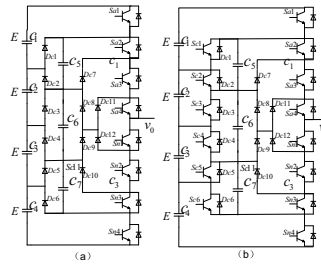 Sa1
E C1
Dc1
Sa2
C5
C1
Dc2
Dc7
Sa3
E C2
Dc3
Dc8
Dc11
Sa4
C6
V0
Dc4
Dc12
Dc9
E C3
Dc5
Sc11
Dc10
Sn2
C7
C3
Dc6
Sn3
E C4
Sn4
(a)
Sa1
E C1
Sc1
Dc1
Sa2
C5
C1
Sc2
Dc2
Dc7
Sa3
E C2
Sc3
Dc3
Dc8
Dc11
Sa4
C6
Sc4
Dc4
Dc12
Dc9
E C3
Sc5
Dc5
Sc11
Dc10
Sn2
C7
C3
Sc6
Dc6
Sn3
E C4
Sn4
(b)